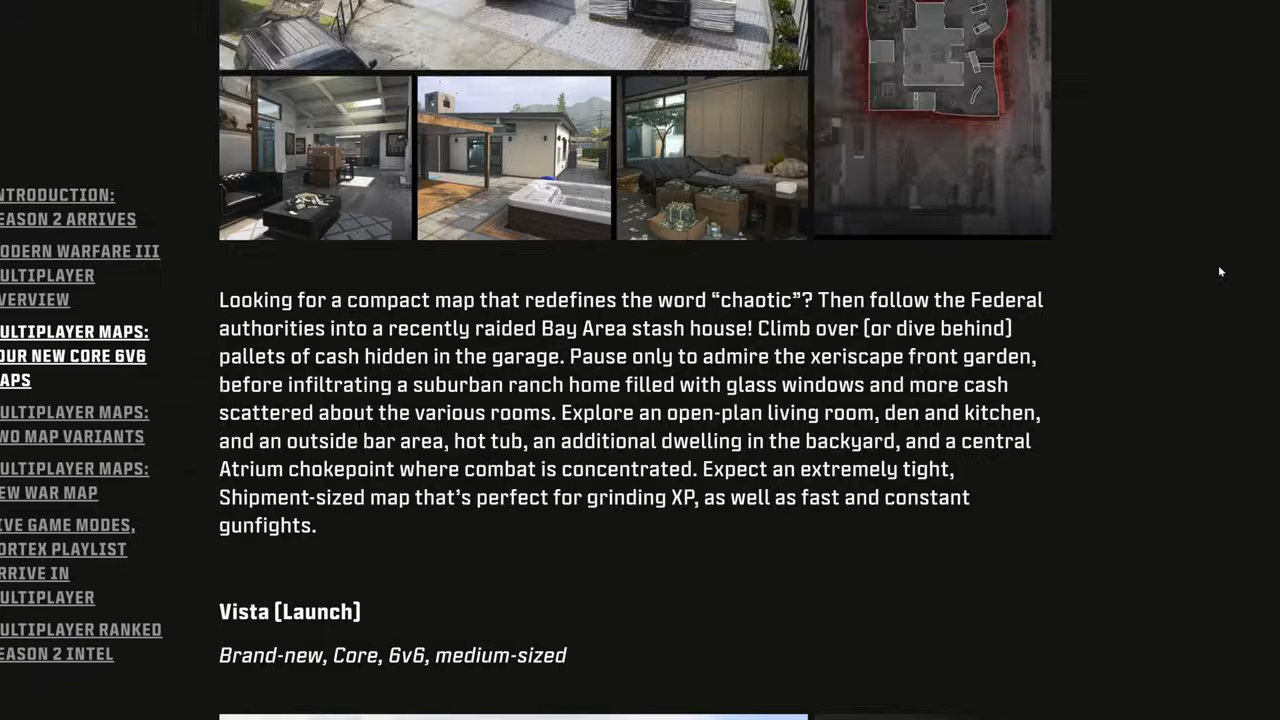 NTRODUCTION:
EASON 2 ARRIVES
ODERN WARFARE III
ULTIPLAYER
VERVIEW
ULTIPLAYER MAPS:
OUR NEW CORE 6V6
APS
ULTIPLAYER MAPS:
WO MAP VARIANTS
ULTIPLAYER MAPS:
EW WAR MAP
IVE GAME MODES,
ORTEX PLAYLIST
RRIVE IN
ULTIPLAYER
ULTIPLAYER RANKED
EASON 2 INTEL
Looking for a compact map that redefines the word “chaotic”? Then follow the Federal
authorities into a recently raided Bay Area stash house! Climb over (or dive behind)
pallets of cash hidden in the garage. Pause only to admire the xeriscape front garden,
before infiltrating a suburban ranch home filled with glass windows and more cash
scattered about the various rooms. Explore an open-plan living room, den and kitchen,
and an outside bar area, hot tub, an additional dwelling in the backyard, and a central
Atrium chokepoint where combat is concentrated. Expect an extremely tight,
Shipment-sized map that’s perfect for grinding XP, as well as fast and constant
gunfights.
Vista (Launch)
Brand-new, Core, 6v6, medium-sized